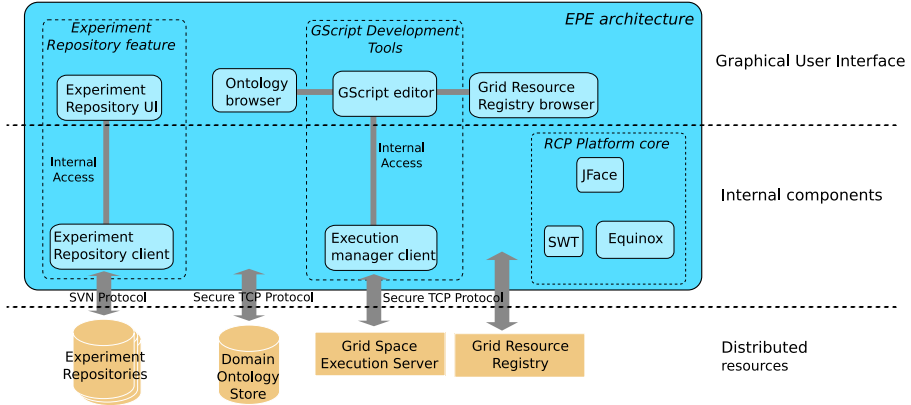 EPE architecture
Experiment
Repository feature
GScript Development
Tools
Graphical User Interface
Experiment
Repository UI
Ontology
browser
GScript editor
Grid Resource
Registry browser
Internal
Access
Internal
Access
RCP Platform core
JFace
SWT
Equinox
Internal components
Experiment
Repository client
Execution
manager client
SVN Protocol
Secure TCP Protocol
Secure TCP Protocol
Experiment
Repositories
Domain
Ontology
Store
Grid Space
Execution Server
Grid Resource
Registry
Distributed
resources